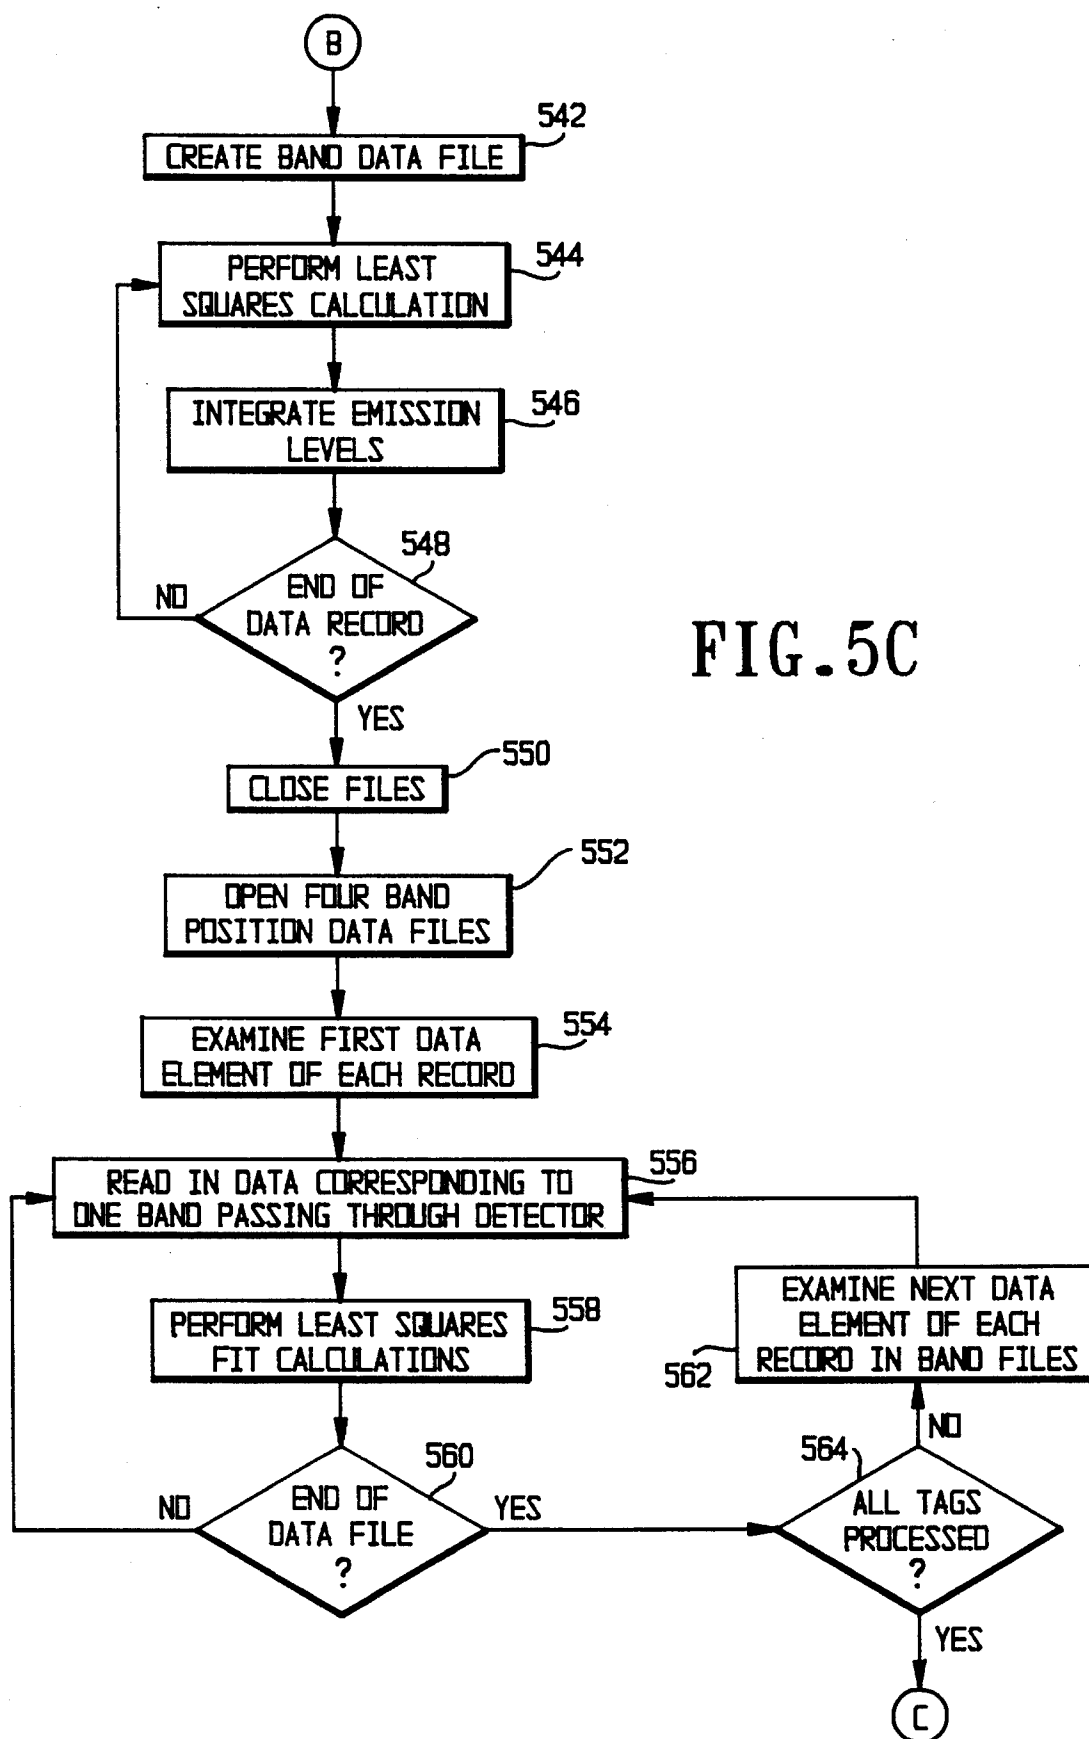 B
542
CREATE BAND DATA FILE
544
PERFORM LEAST
SQUARES CALCULATION
546
INTEGRATE EMISSION
LEVELS
548
END OF
DATA RECORD
?
NO
YES
FIG.5C
550
CLOSE FILES
552
OPEN FOUR BAND
POSITION DATA FILES
554
EXAMINE FIRST DATA
ELEMENT OF EACH RECORD
556
READ IN DATA CORRESPONDING TO
ONE BAND PASSING THROUGH DETECTOR
558
PERFORM LEAST SQUARES
FIT CALCULATIONS
560
END OF
DATA FILE
?
NO
YES
EXAMINE NEXT DATA
ELEMENT OF EACH
RECORD IN BAND FILES
562
NO
564
ALL TAGS
PROCESSED
?
YES
C